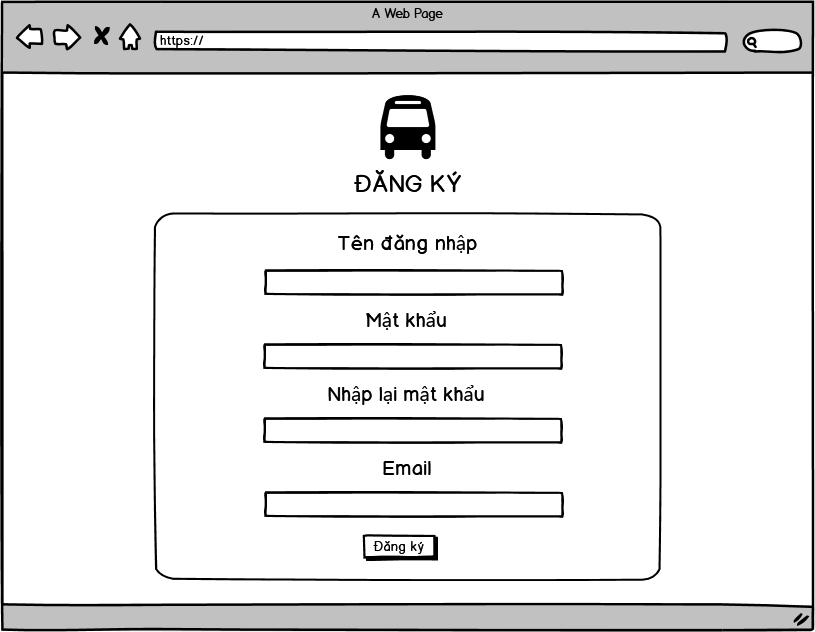 A Web Page
https://
ĐĂNG KÝ
Tên đăng nhập
Mật khẩu
Nhập lại mật khẩu
Email
Đăng ký